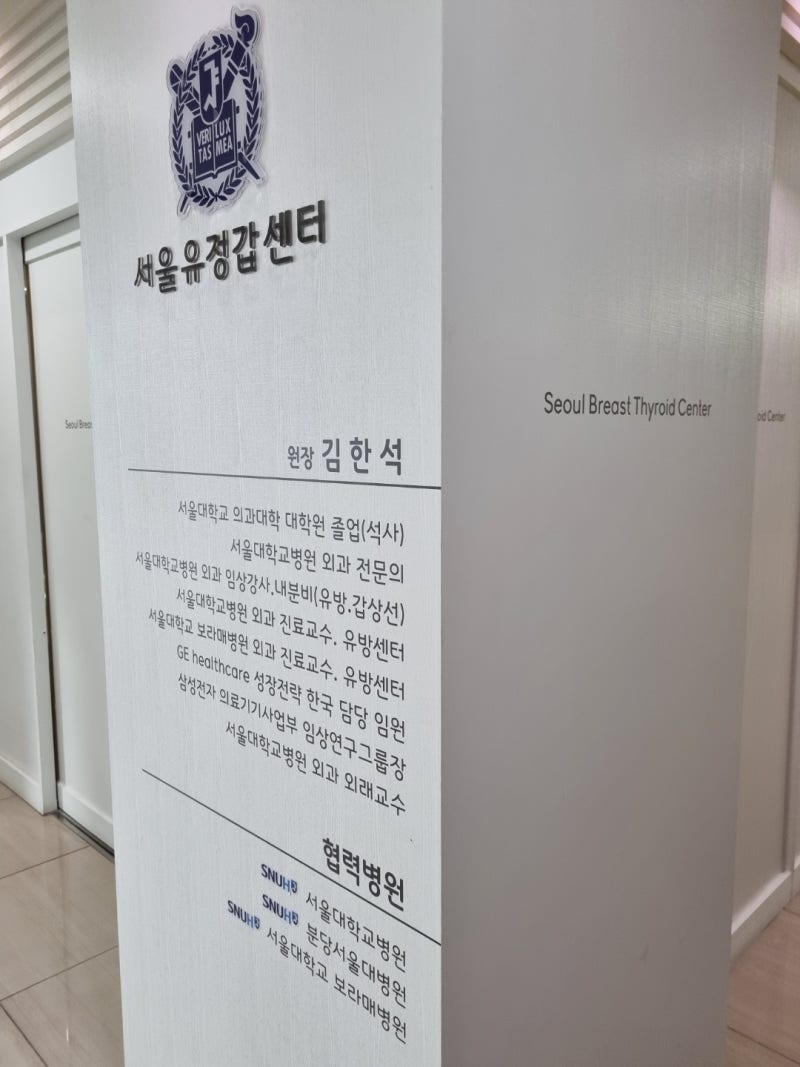 VERI LUX
TAS MEA
서울유정갑센터
원장 김한석
서울대학교 의과대학 대학원 졸업(석사)
서울대학교병원 외과 전문의
서울대학교병원 외과 임상강사.내분비(유방.갑상선)
서울대학교병원 외과 진료교수. 유방센터
서울대학교 보라매병원 외과 진료교수. 유방센터
GE healthcare 성장전략 한국 담당 임원
삼성전자 의료기기사업부 임상연구그룹장
서울대학교병원 외과 외래교수
협력병원
SNUH 서울대학교병원
SNUH 분당서울대병원
SNUH 서울대학교 보라매병원
Seoul Breast Thyroid Center
Seoul Breas
oid Center